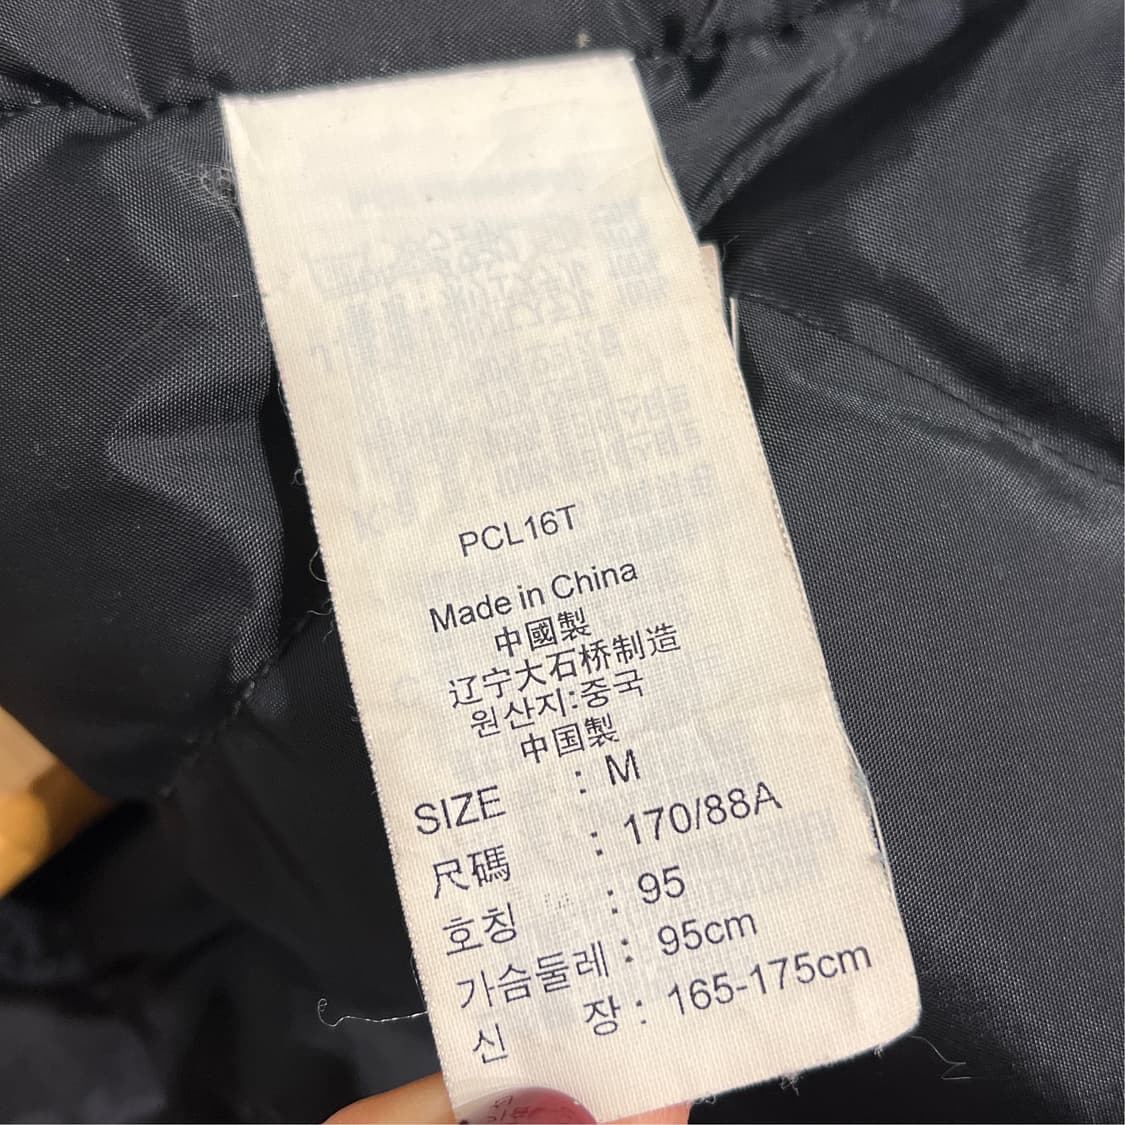 PCL16T
Made in China
中國製
辽宁大石桥制造
원산지:중국
中国製
SIZE : M
尺碼 : 170/88A
호칭 : 95
가슴둘레 : 95cm
신 장 : 165-175cm